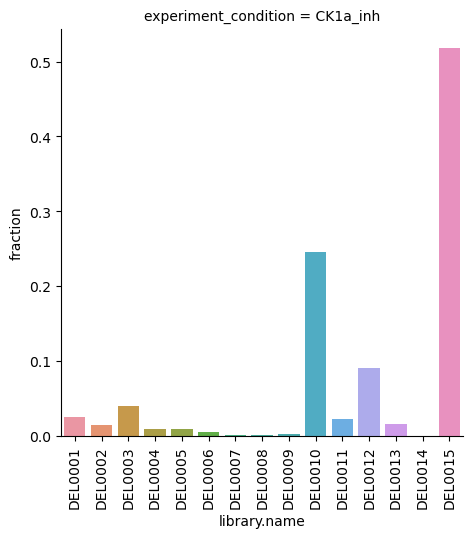 experiment_condition = CK1a_inh
fraction
0.5
0.4
0.3
0.2
0.1
0.0
DEL0001
DEL0002
DEL0003
DEL0004
DEL0005
DEL0006
DEL0007
DEL0008
DEL0009
DEL0010
DEL0011
DEL0012
DEL0013
DEL0014
DEL0015
library.name